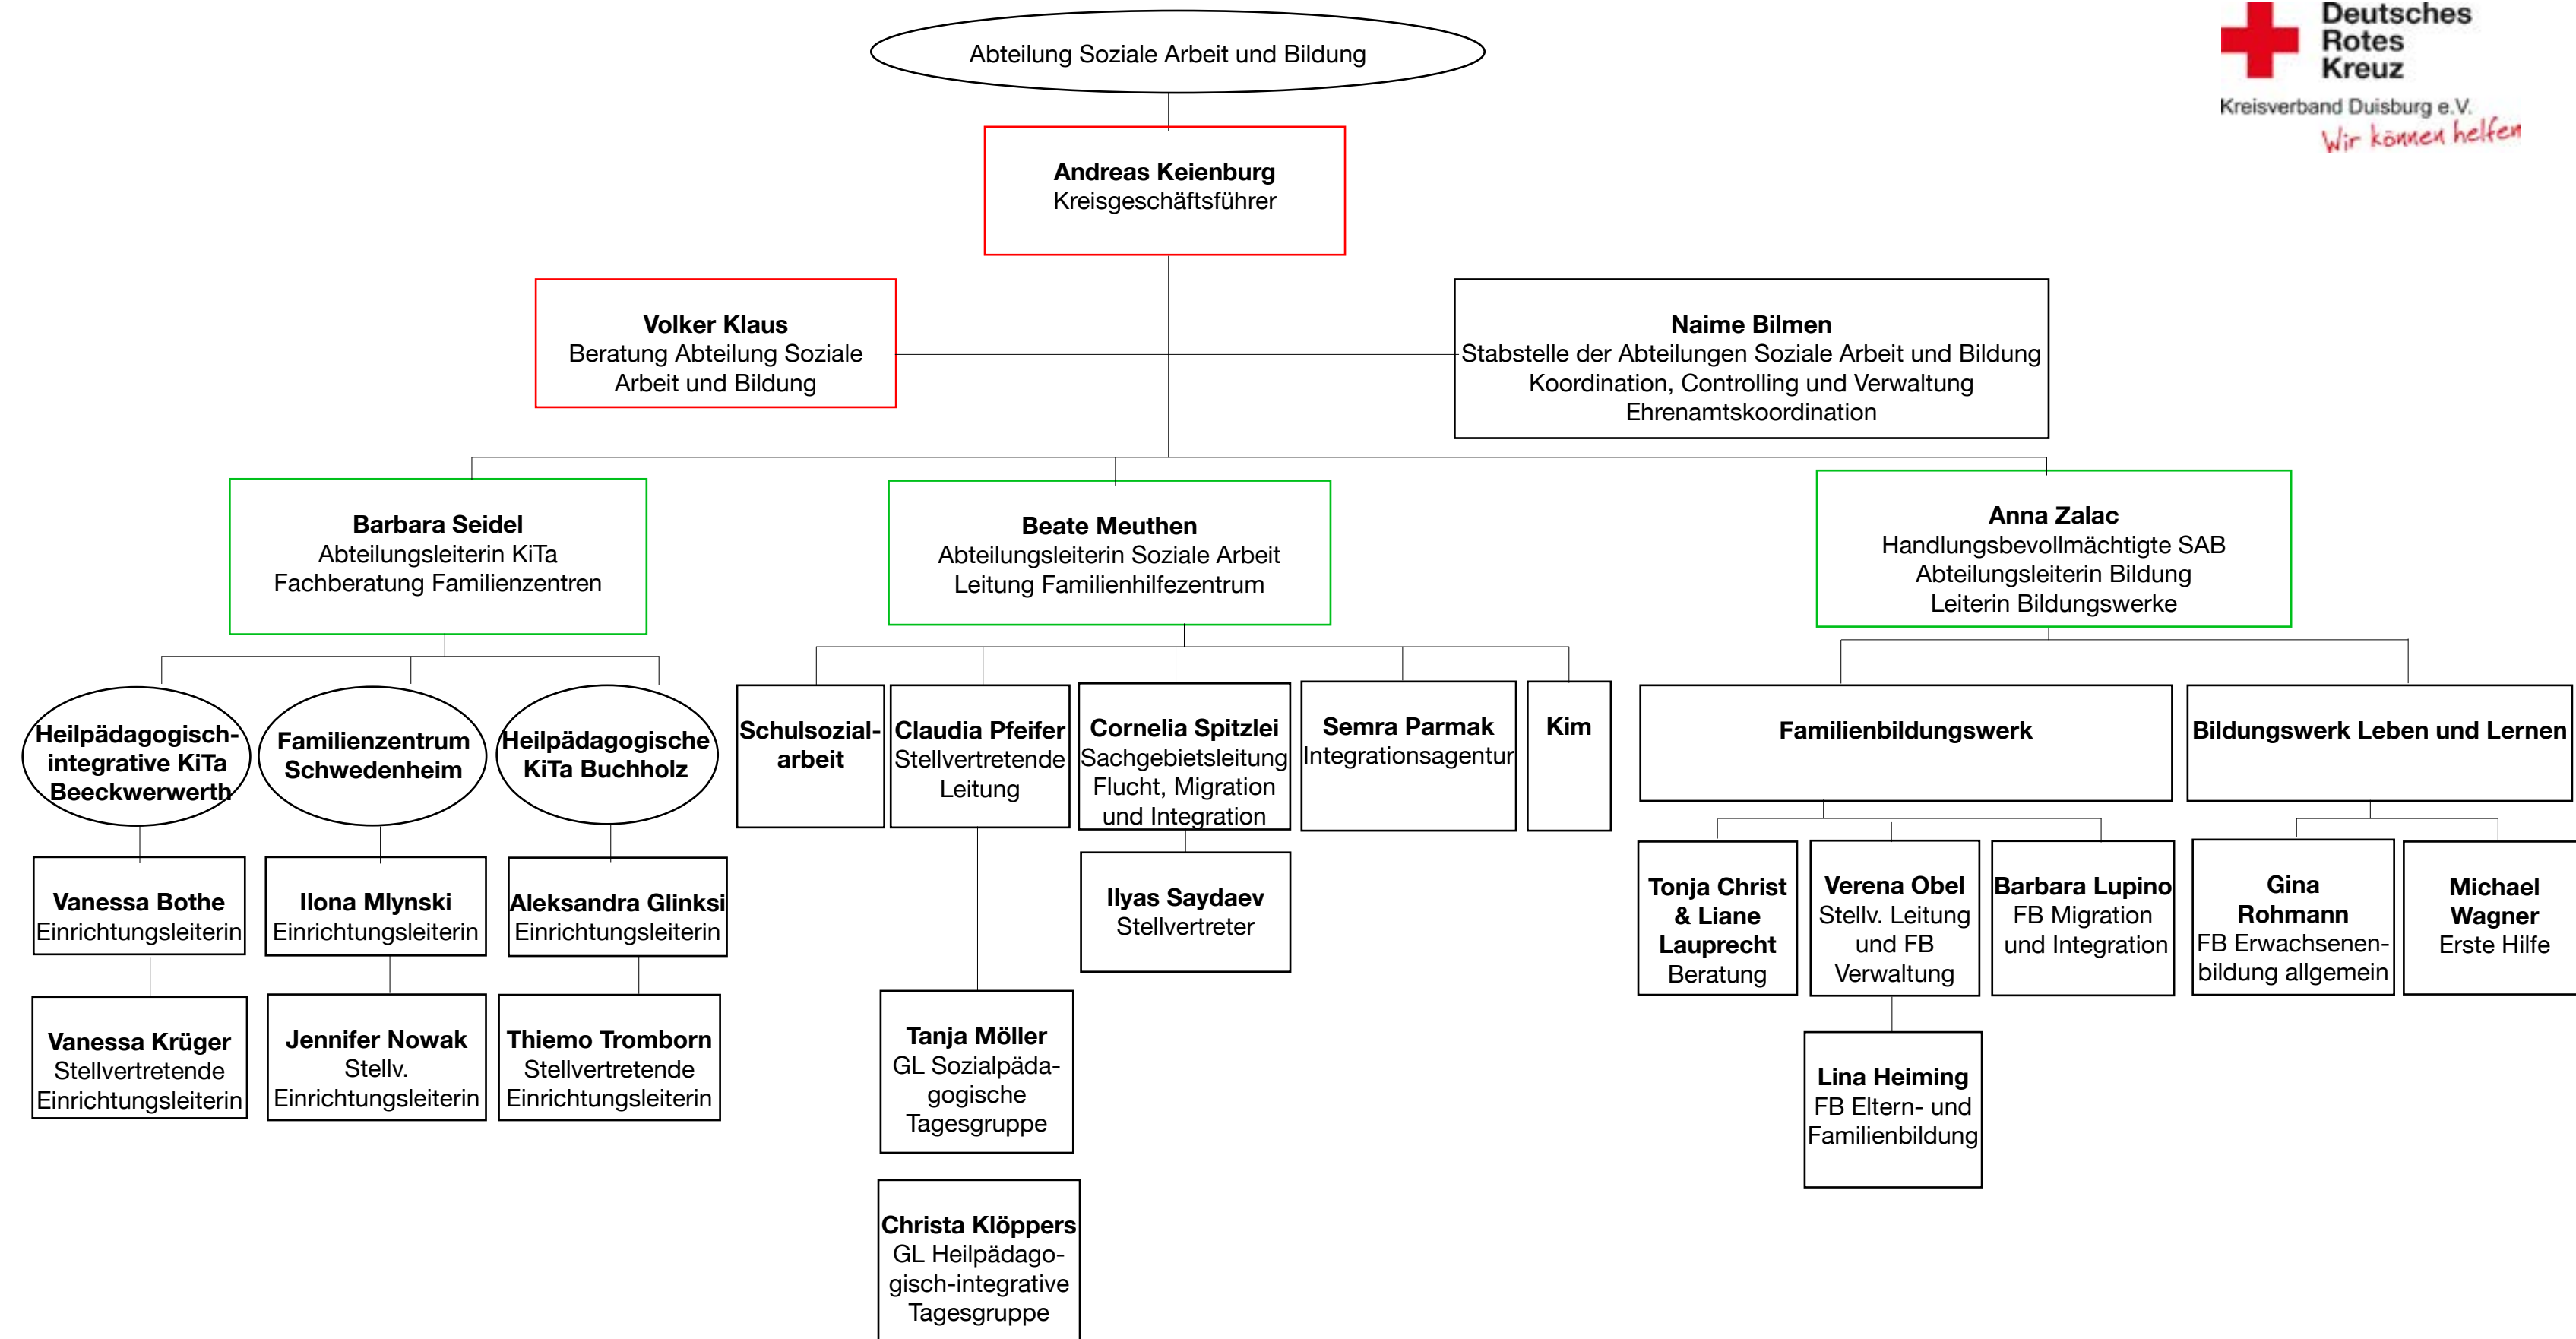 Deutsches
Rotes
Kreuz
Kreisverband Duisburg e.V.
Wir können helfen
Abteilung Soziale Arbeit und Bildung
Andreas Keienburg
Kreisgeschäftsführer
Volker Klaus
Beratung Abteilung Soziale
Arbeit und Bildung
Naime Bilmen
Stabstelle der Abteilungen Soziale Arbeit und Bildung
Koordination, Controlling und Verwaltung
Ehrenamtskoordination
Barbara Seidel
Abteilungsleiterin KiTa
Fachberatung Familienzentren
Beate Meuthen
Abteilungsleiterin Soziale Arbeit
Leitung Familienhilfezentrum
Anna Zalac
Handlungsbevollmächtigte SAB
Abteilungsleiterin Bildung
Leiterin Bildungswerke
Heilpädagogisch-
integrative KiTa
Beeckwerwerth
Familienzentrum
Schwedenheim
Heilpädagogische
KiTa Buchholz
Schulsozial-
arbeit
Claudia Pfeifer
Stellvertretende
Leitung
Cornelia Spitzlei
Sachgebietsleitung
Flucht, Migration
und Integration
Semra Parmak
Integrationsagentur
Kim
Familienbildungswerk
Bildungswerk Leben und Lernen
Vanessa Bothe
Einrichtungsleiterin
Ilona Mlynski
Einrichtungsleiterin
Aleksandra Glinksi
Einrichtungsleiterin
Ilyas Saydaev
Stellvertreter
Tonja Christ
& Liane
Lauprecht
Beratung
Verena Obel
Stellv. Leitung
und FB
Verwaltung
Barbara Lupino
FB Migration
und Integration
Gina
Rohmann
FB Erwachsenen-
bildung allgemein
Michael
Wagner
Erste Hilfe
Vanessa Krüger
Stellvertretende
Einrichtungsleiterin
Jennifer Nowak
Stellv.
Einrichtungsleiterin
Thiemo Tromborn
Stellvertretende
Einrichtungsleiterin
Tanja Möller
GL Sozialpäda-
gogische
Tagesgruppe
Lina Heiming
FB Eltern- und
Familienbildung
Christa Klöppers
GL Heilpädago-
gisch-integrative
Tagesgruppe